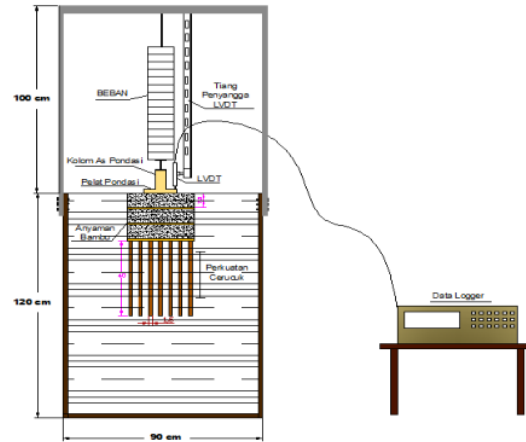 100 cm
BEBAN
Tiang
Penyangga
LVDT
Kolom As Pondasi
LVDT
Pelat Pondasi
Anyaman
Bambu
Perkuatan
Cerucuk
Data Logger
120 cm
90 cm